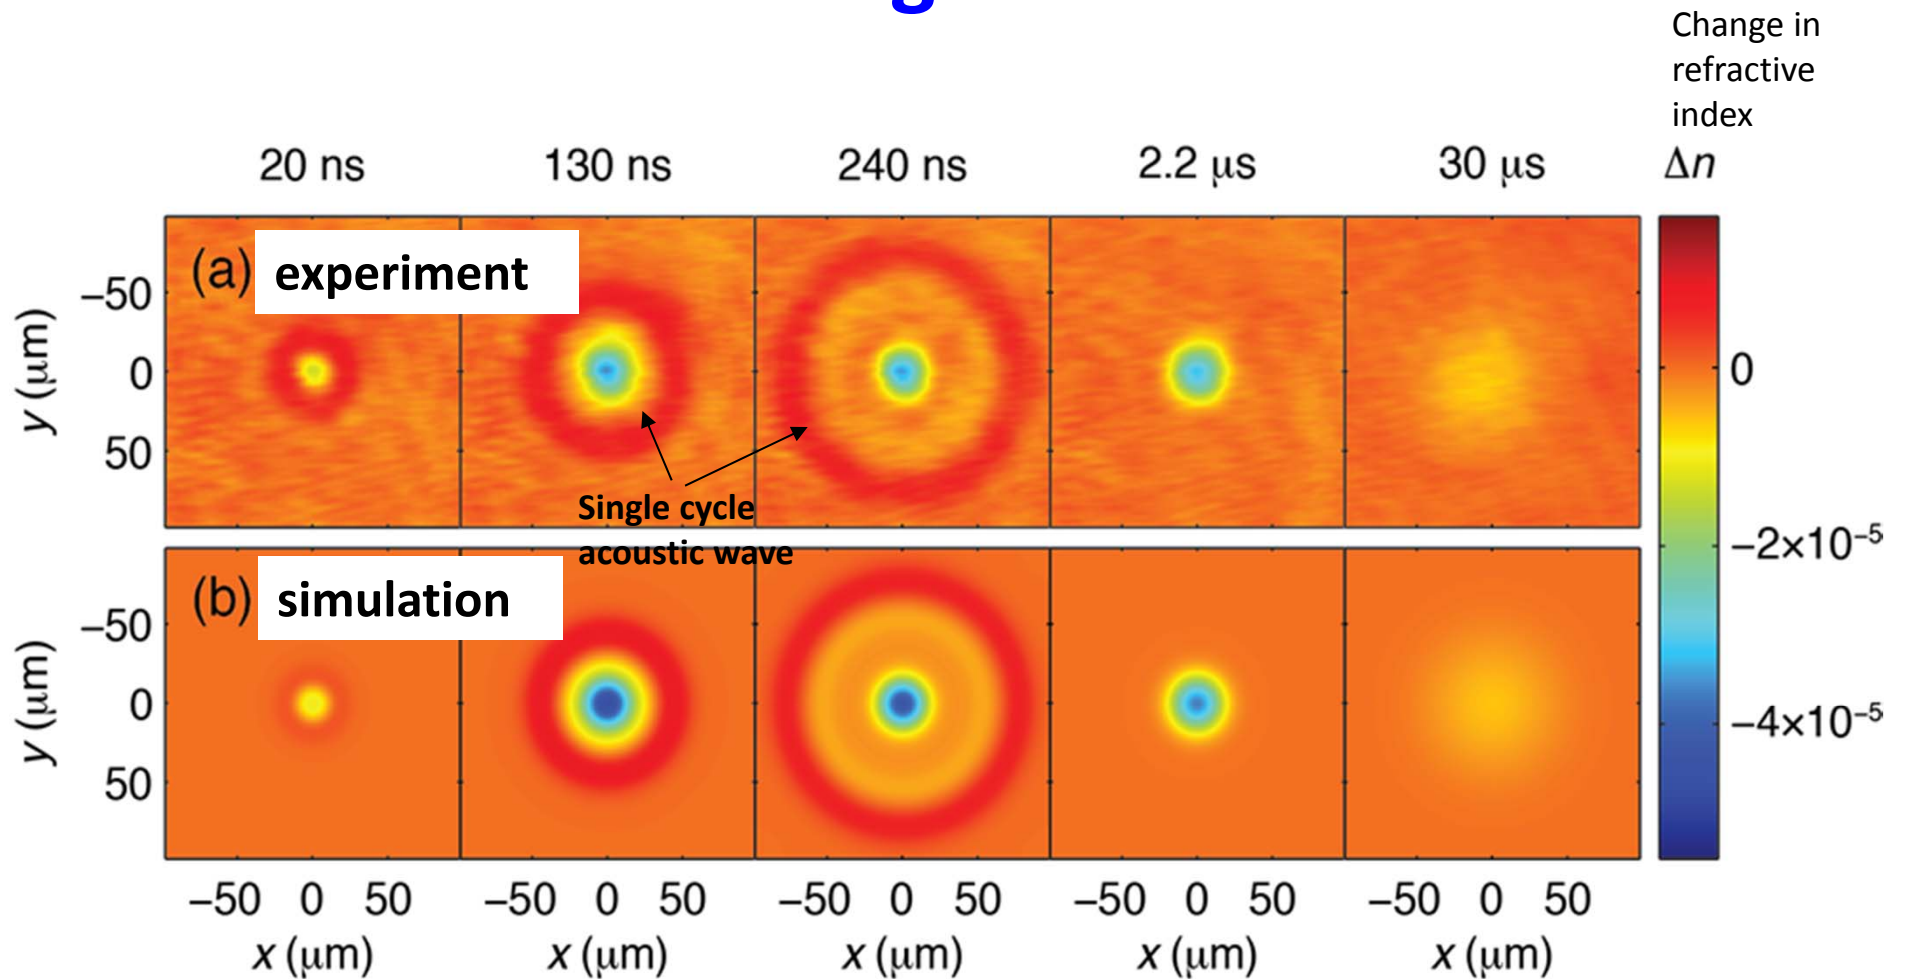 Change in
refractive
index
20 ns 130 ns 240 ns 2.2 μs 30 μs Δn
(a) experiment
−50
0
50
y (μm)
Single cycle
acoustic wave
(b) simulation
−50
0
50
y (μm)
0
−2×10⁻⁵
−4×10⁻⁵
−50 0 50 −50 0 50 −50 0 50 −50 0 50 −50 0 50
x (μm) x (μm) x (μm) x (μm) x (μm)